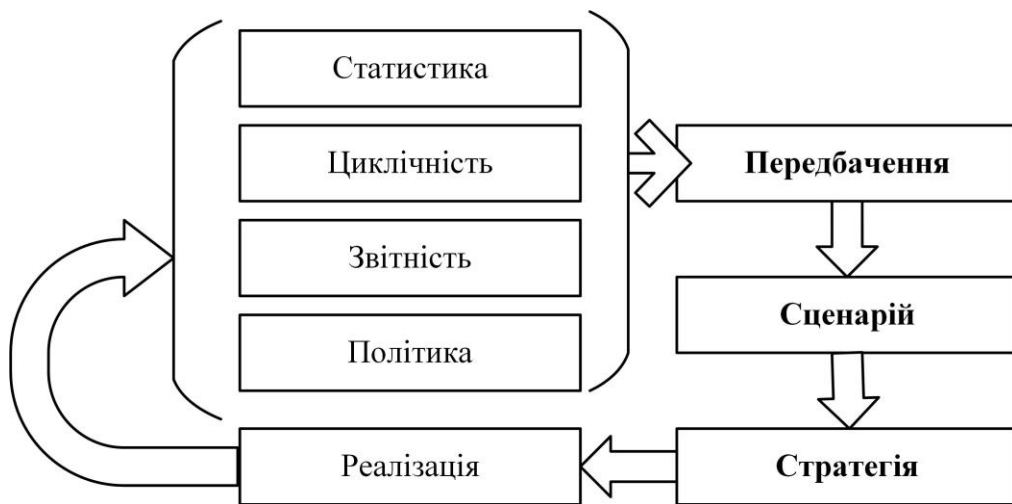 Статистика
Циклічність
Звітність
Політика
Передбачення
Сценарій
Стратегія
Реалізація